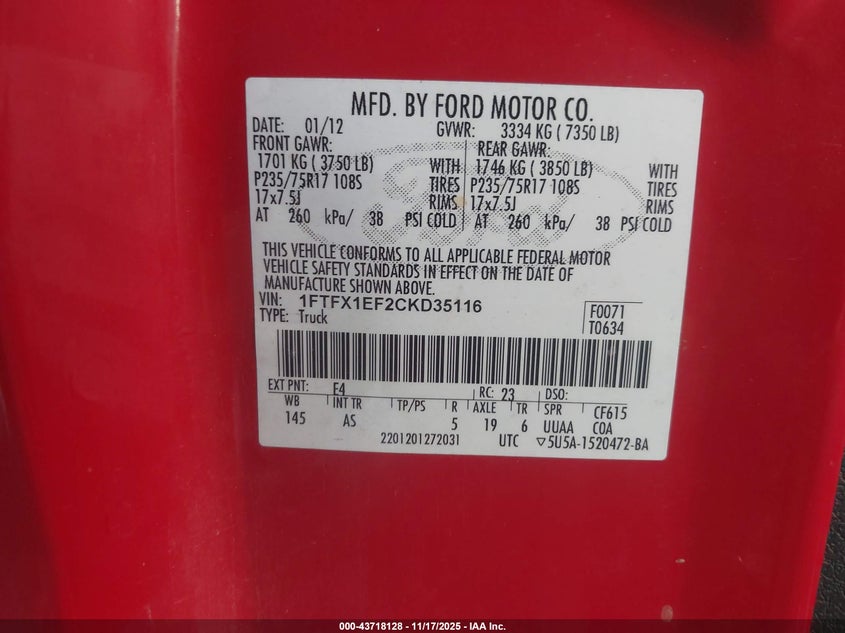 MFD. BY FORD MOTOR CO.
DATE: 01/12 GVWR: 3334 KG ( 7350 LB)
FRONT GAWR: REAR GAWR:
1701 KG ( 3750 LB) WITH 1746 KG ( 3850 LB) WITH
P235/75R17 108S TIRES P235/75R17 108S TIRES
17x7.5J RIMS 17x7.5J RIMS
AT 260 kPa/ 38 PSI COLD AT 260 kPa/ 38 PSI COLD
THIS VEHICLE CONFORMS TO ALL APPLICABLE FEDERAL MOTOR
VEHICLE SAFETY STANDARDS IN EFFECT ON THE DATE OF
MANUFACTURE SHOWN ABOVE.
VIN: 1FTFX1EF2CKD35116 F0071
TYPE: Truck T0634
EXT PNT: E4 RC: 23 DSO:
WB INT TR TP/PS R AXLE TR SPR CF615
145 AS 5 19 6 UUAA COA
2201201272031 UTC ▽5U5A-1520472-BA
Ford
000-43718128 - 11/17/2025 - IAA Inc.